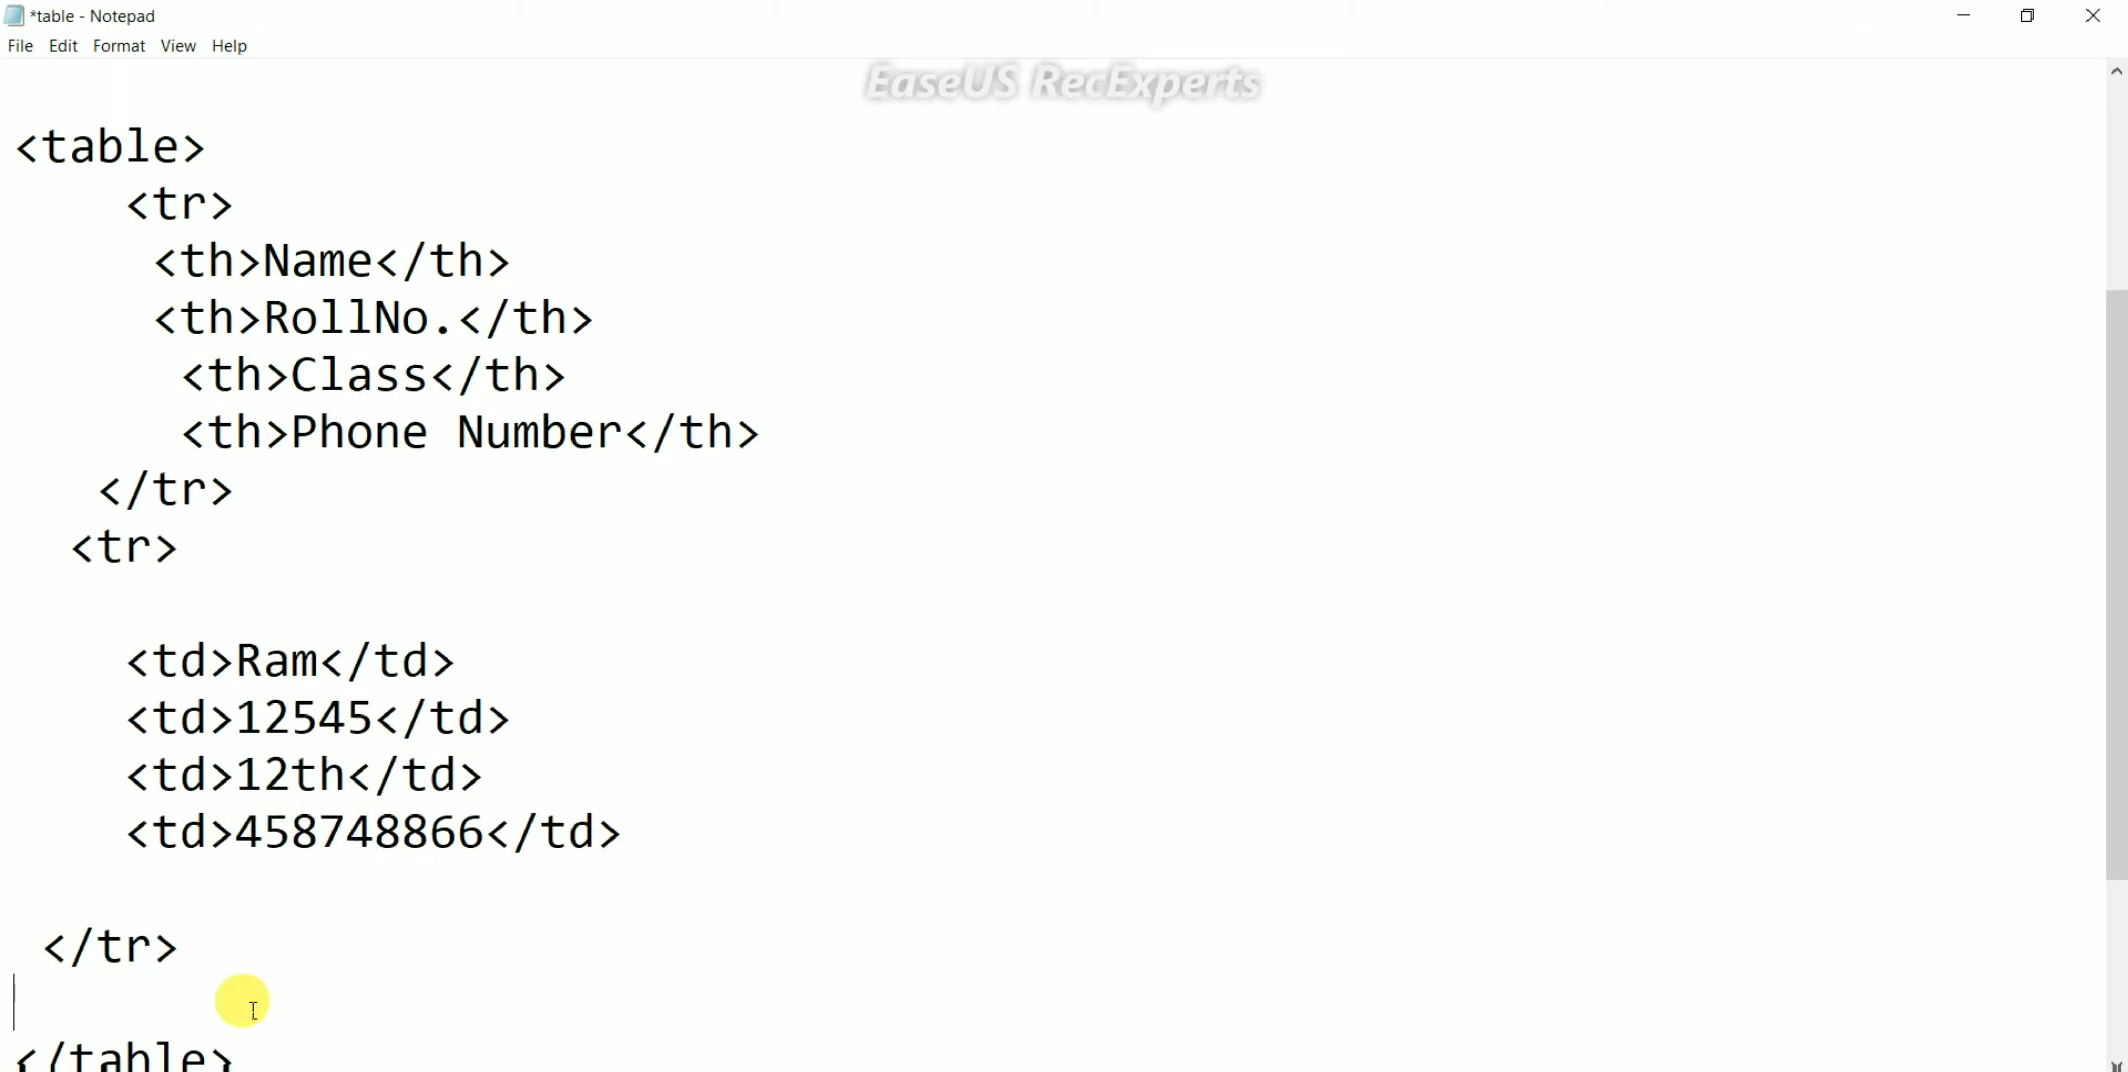 *table - Notepad
File Edit Format View Help
EaseUS RecExperts
<table>
<tr>
<th>Name</th>
<th>RollNo.</th>
<th>Class</th>
<th>Phone Number</th>
</tr>
<tr>
<td>Ram</td>
<td>12545</td>
<td>12th</td>
<td>458748866</td>
</tr>
</table>